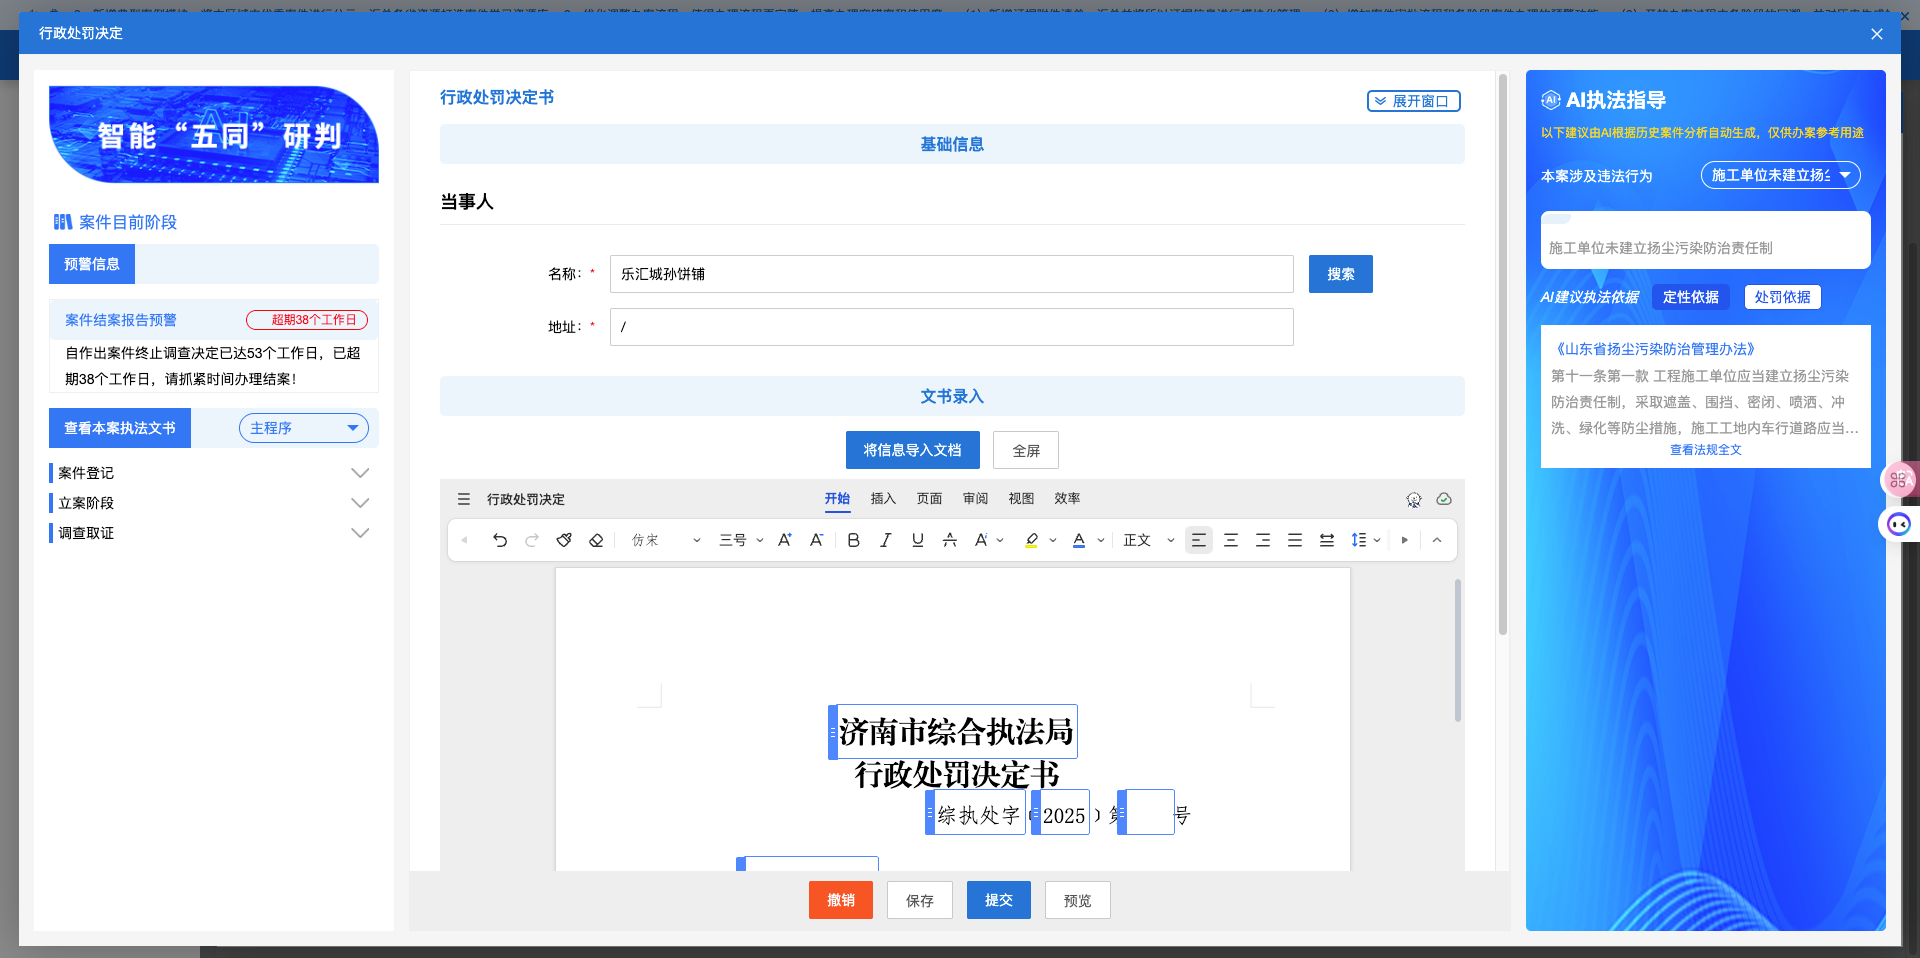 行政处罚决定
智能“五同”研判
案件目前阶段
预警信息
案件结案报告预警
超期38个工作日
自作出案件终止调查决定已达53个工作日，已超
期38个工作日，请抓紧时间办理结案！
查看本案执法文书
主程序
案件登记
立案阶段
调查取证
行政处罚决定书
展开窗口
基础信息
当事人
名称：*
乐汇城孙饼铺
搜索
地址：*
/
文书录入
将信息导入文档
全屏
行政处罚决定
开始
插入
页面
审阅
视图
效率
仿宋
三号
正文
济南市综合执法局
行政处罚决定书
综执处字〔2025〕第 号
撤销
保存
提交
预览
AI执法指导
以下建议由AI根据历史案件分析自动生成，仅供办案参考用途
本案涉及违法行为
施工单位未建立扬尘
施工单位未建立扬尘污染防治责任制
AI建议执法依据
定性依据
处罚依据
《山东省扬尘污染防治管理办法》
第十一条第一款 工程施工单位应当建立扬尘污染
防治责任制，采取遮盖、围挡、密闭、喷洒、冲
洗、绿化等防尘措施，施工工地内车行道路应当...
查看法规全文